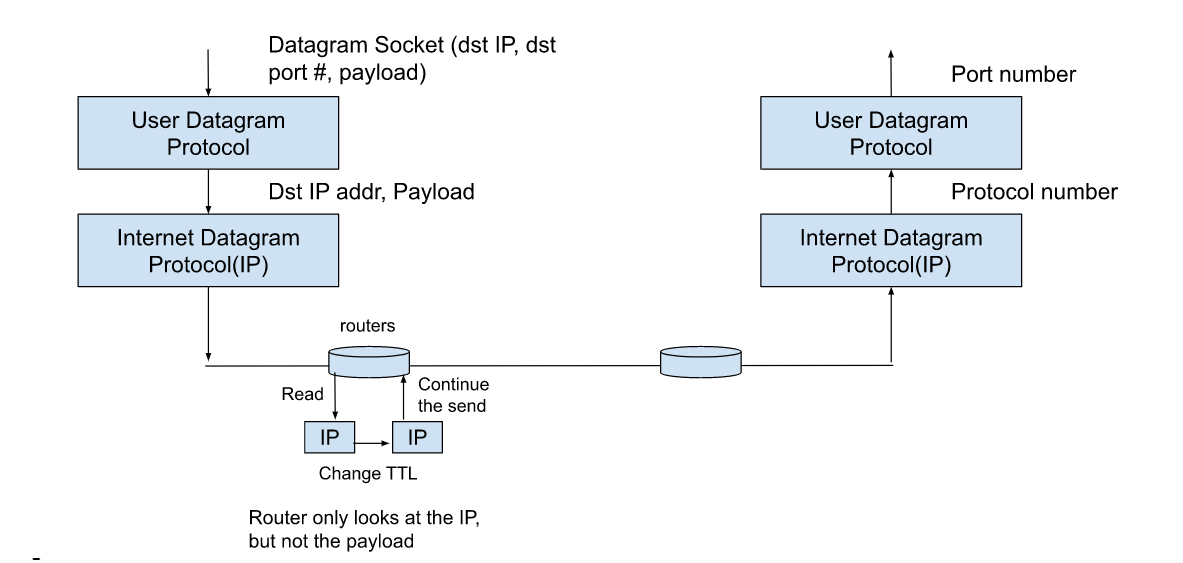 Datagram Socket (dst IP, dst
port #, payload)
User Datagram
Protocol
Dst IP addr, Payload
Internet Datagram
Protocol(IP)
Port number
User Datagram
Protocol
Protocol number
Internet Datagram
Protocol(IP)
routers
Read
Continue
the send
IP
IP
Change TTL
Router only looks at the IP,
but not the payload
-